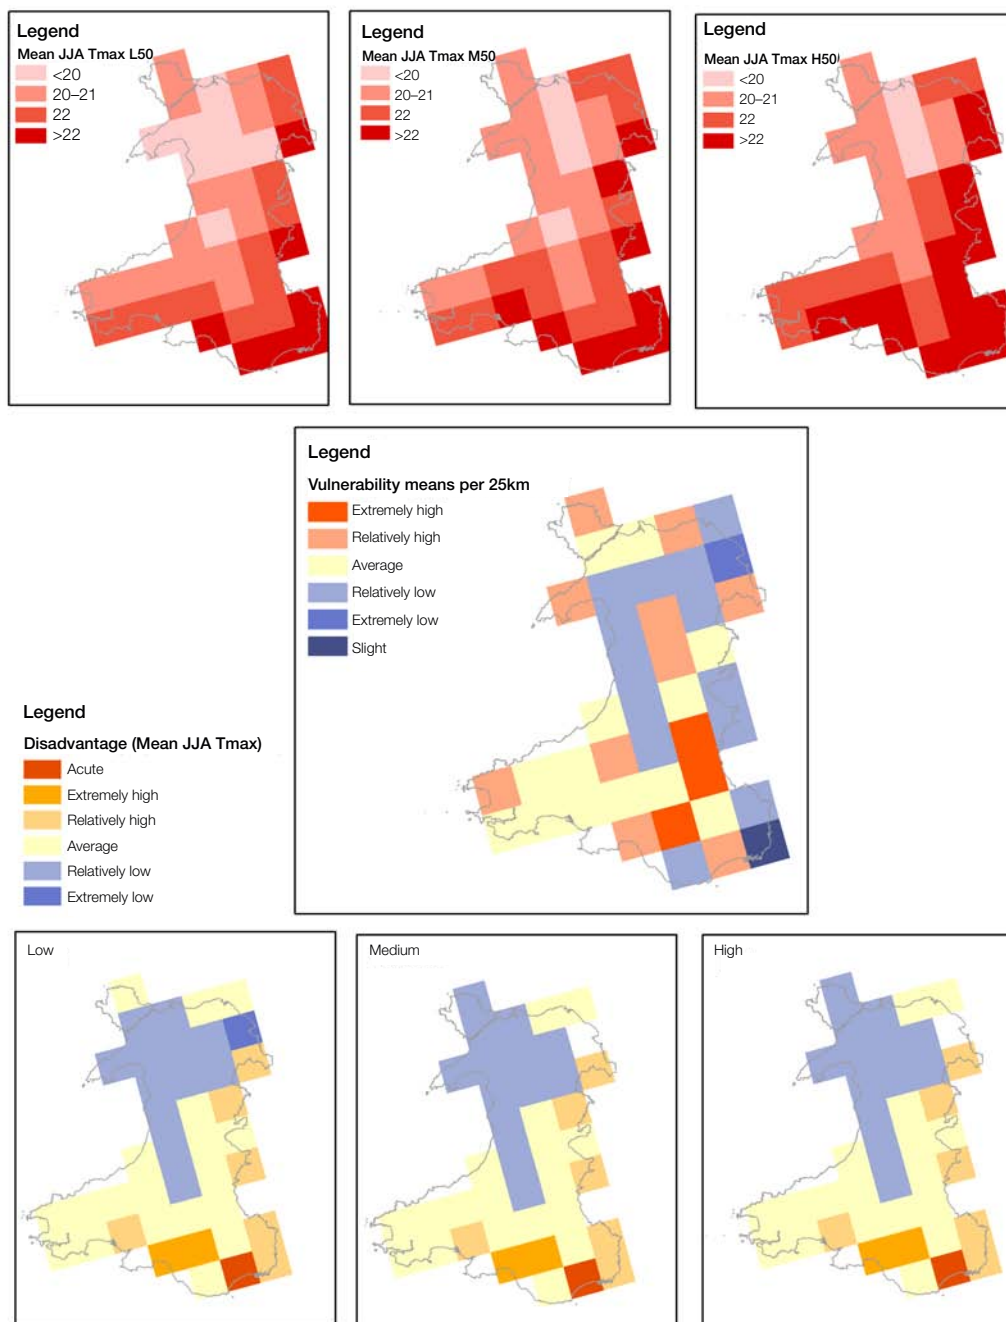 Legend
Mean JJA Tmax L50
<20
20–21
22
>22
Legend
Mean JJA Tmax M50
<20
20–21
22
>22
Legend
Mean JJA Tmax H50
<20
20–21
22
>22
Legend
Vulnerability means per 25km
Extremely high
Relatively high
Average
Relatively low
Extremely low
Slight
Legend
Disadvantage (Mean JJA Tmax)
Acute
Extremely high
Relatively high
Average
Relatively low
Extremely low
Low
Medium
High